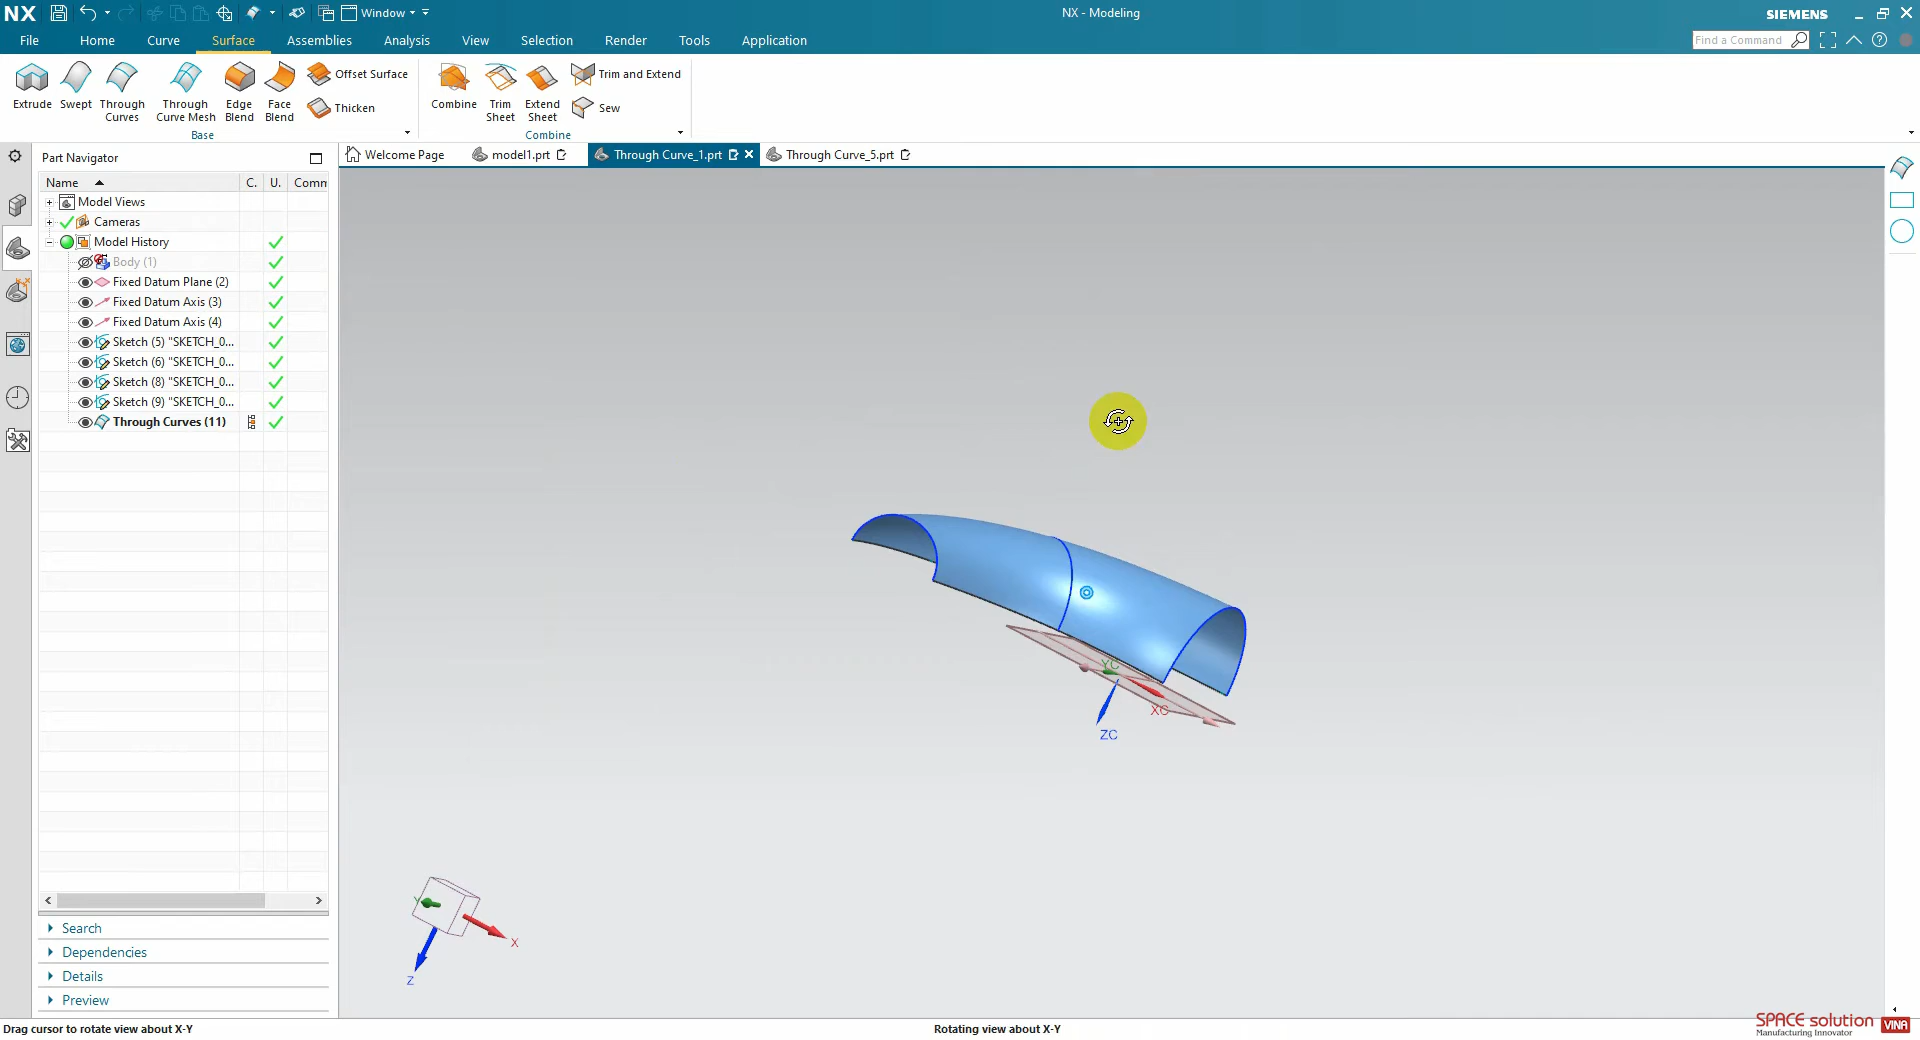 NX
Window
NX - Modeling
SIEMENS
File
Home
Curve
Surface
Assemblies
Analysis
View
Selection
Render
Tools
Application
Find a Command
Extrude
Swept
Through Curves
Through Curve Mesh
Edge Blend
Face Blend
Offset Surface
Thicken
Base
Combine
Trim Sheet
Extend Sheet
Trim and Extend
Sew
Combine
Part Navigator
Welcome Page
model1.prt
Through Curve_1.prt
Through Curve_5.prt
Name
C.
U.
Comm
Model Views
Cameras
Model History
Body (1)
Fixed Datum Plane (2)
Fixed Datum Axis (3)
Fixed Datum Axis (4)
Sketch (5) "SKETCH_0...
Sketch (6) "SKETCH_0...
Sketch (8) "SKETCH_0...
Sketch (9) "SKETCH_0...
Through Curves (11)
YC
XC
ZC
Y
X
Z
Search
Dependencies
Details
Preview
Drag cursor to rotate view about X-Y
Rotating view about X-Y
SPACE solution VINA
Manufacturing Innovator